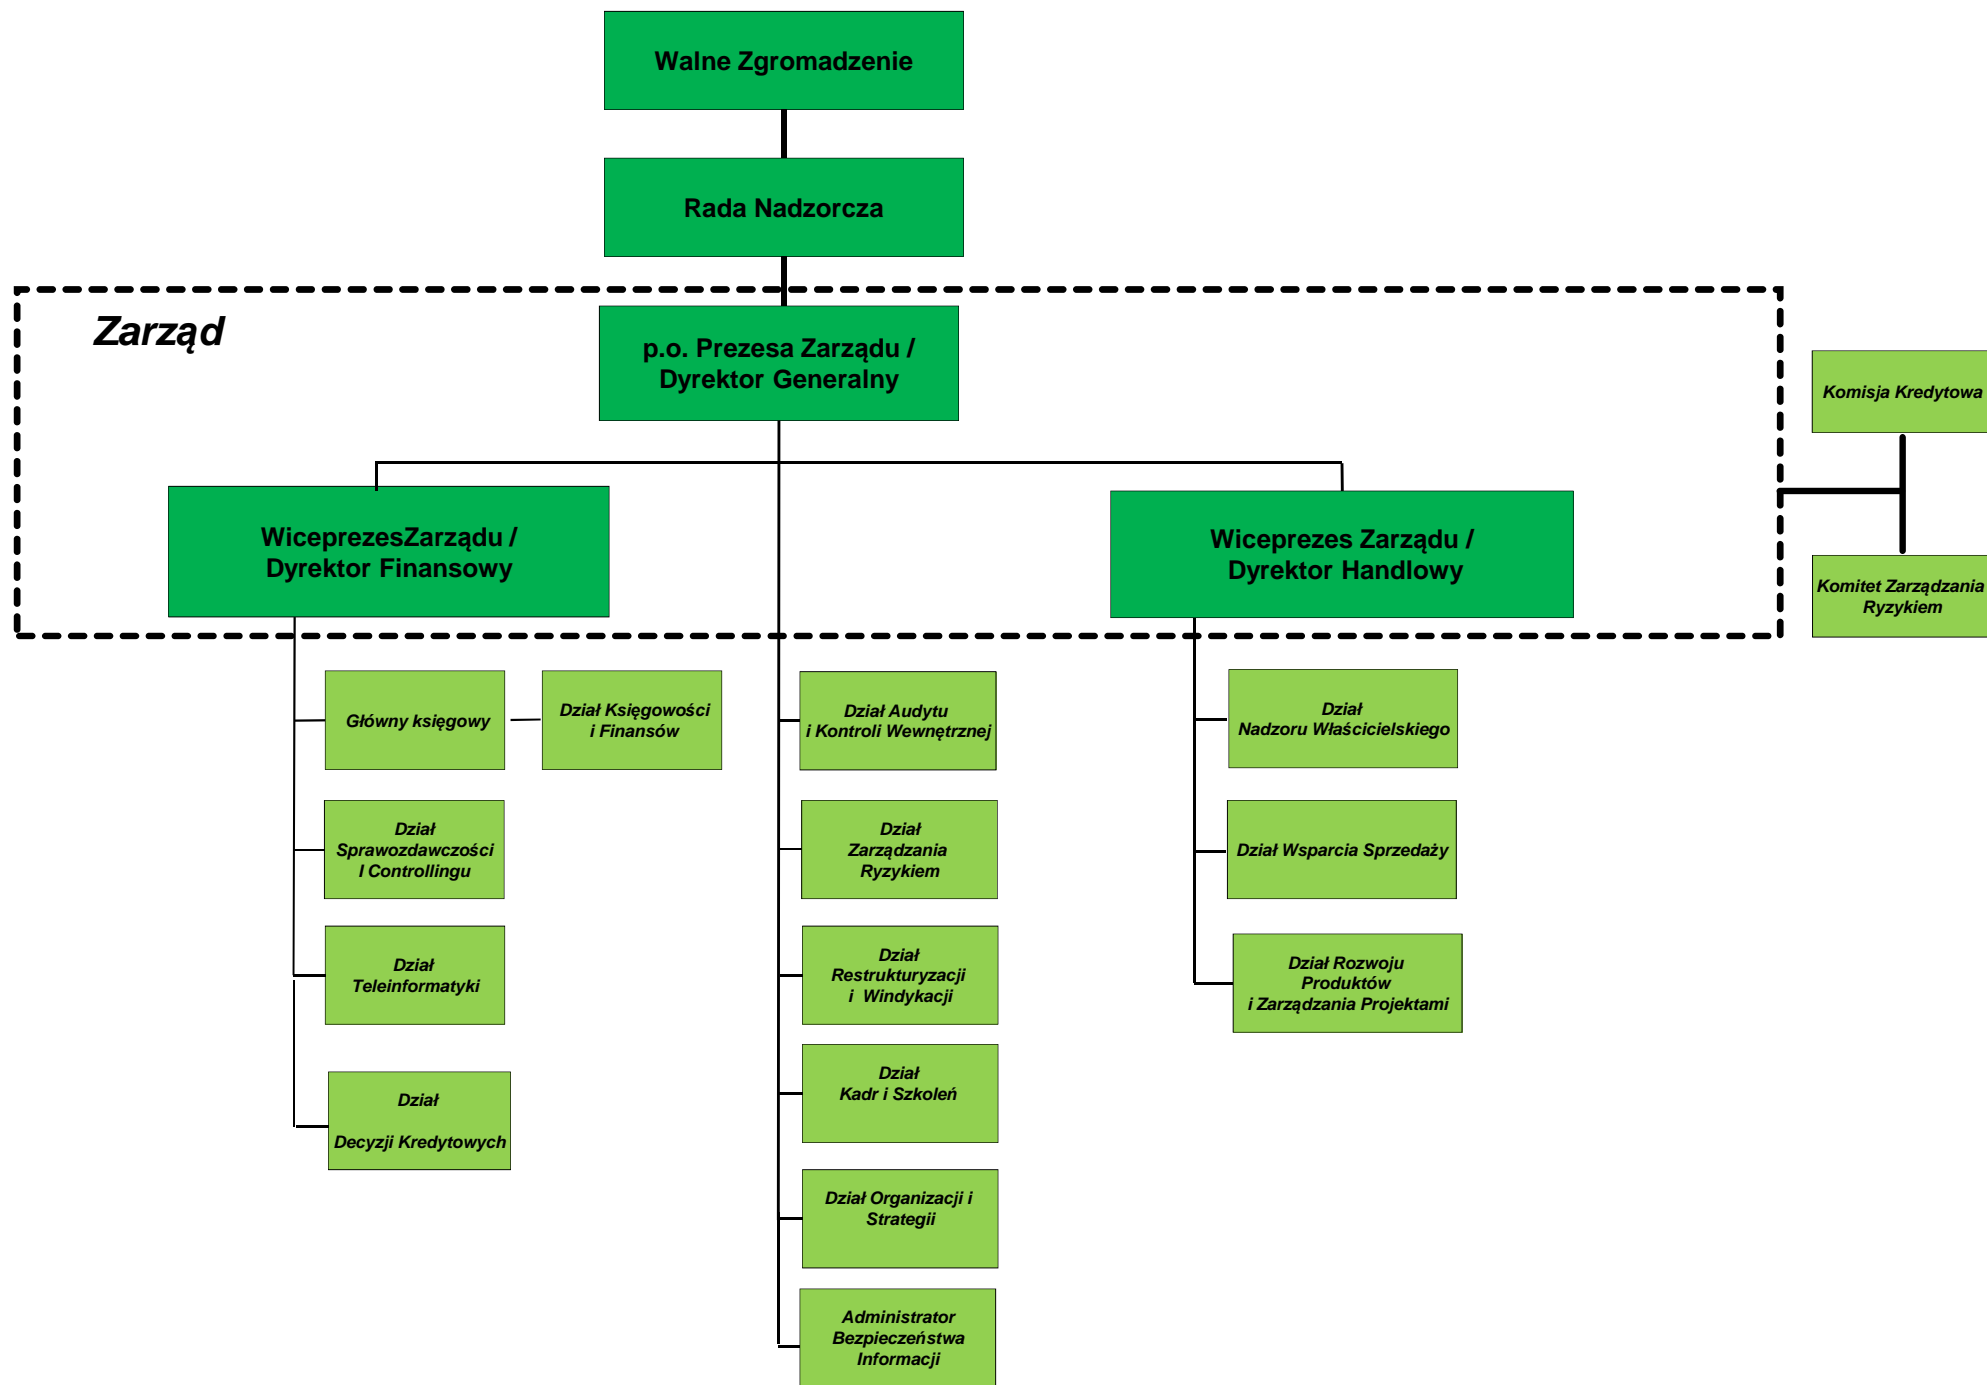 Walne Zgromadzenie
Rada Nadzorcza
Zarząd
p.o. Prezesa Zarządu /
Dyrektor Generalny
Komisja Kredytowa
WiceprezesZarządu /
Dyrektor Finansowy
Wiceprezes Zarządu /
Dyrektor Handlowy
Komitet Zarządzania
Ryzykiem
Główny księgowy
Dział Księgowości
i Finansów
Dział Audytu
i Kontroli Wewnętrznej
Dział
Nadzoru Właścicielskiego
Dział
Sprawozdawczości
I Controllingu
Dział
Zarządzania
Ryzykiem
Dział Wsparcia Sprzedaży
Dział
Teleinformatyki
Dział
Restrukturyzacji
i Windykacji
Dział Rozwoju
Produktów
i Zarządzania Projektami
Dział
Decyzji Kredytowych
Dział
Kadr i Szkoleń
Dział Organizacji i
Strategii
Administrator
Bezpieczeństwa
Informacji